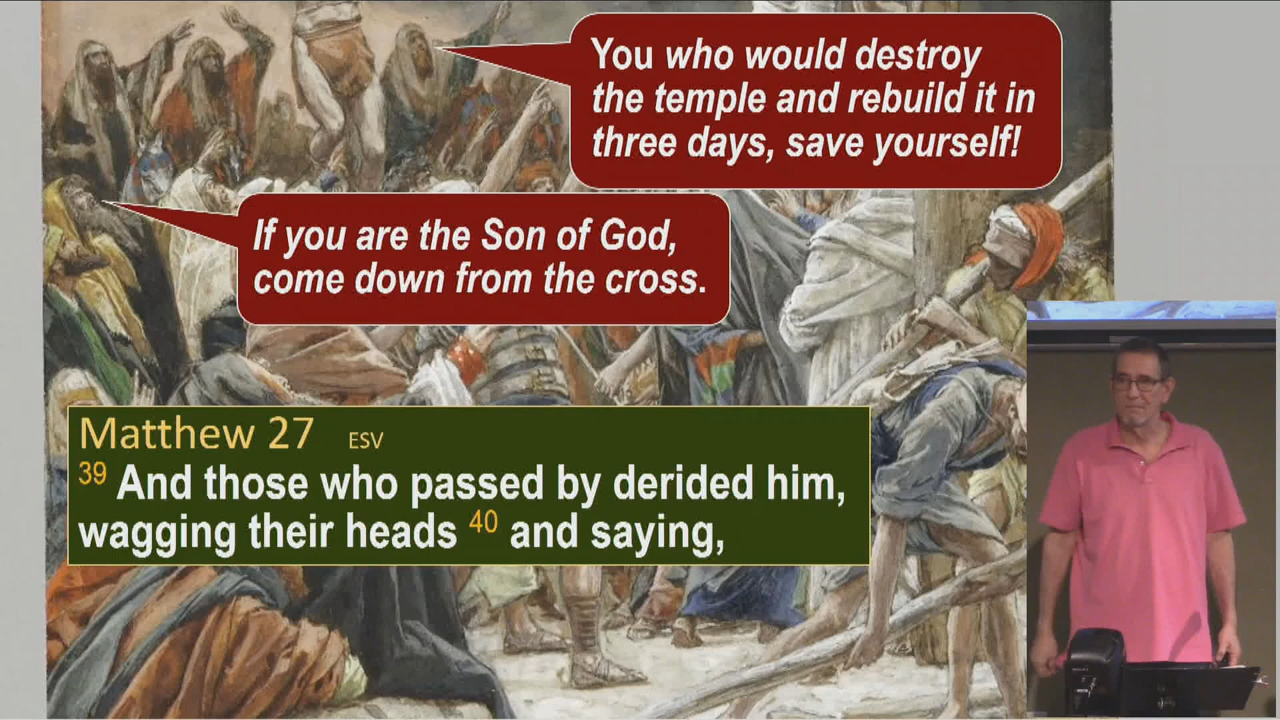 You who would destroy
the temple and rebuild it in
three days, save yourself!
If you are the Son of God,
come down from the cross.
Matthew 27 ESV
39 And those who passed by derided him,
wagging their heads 40 and saying,